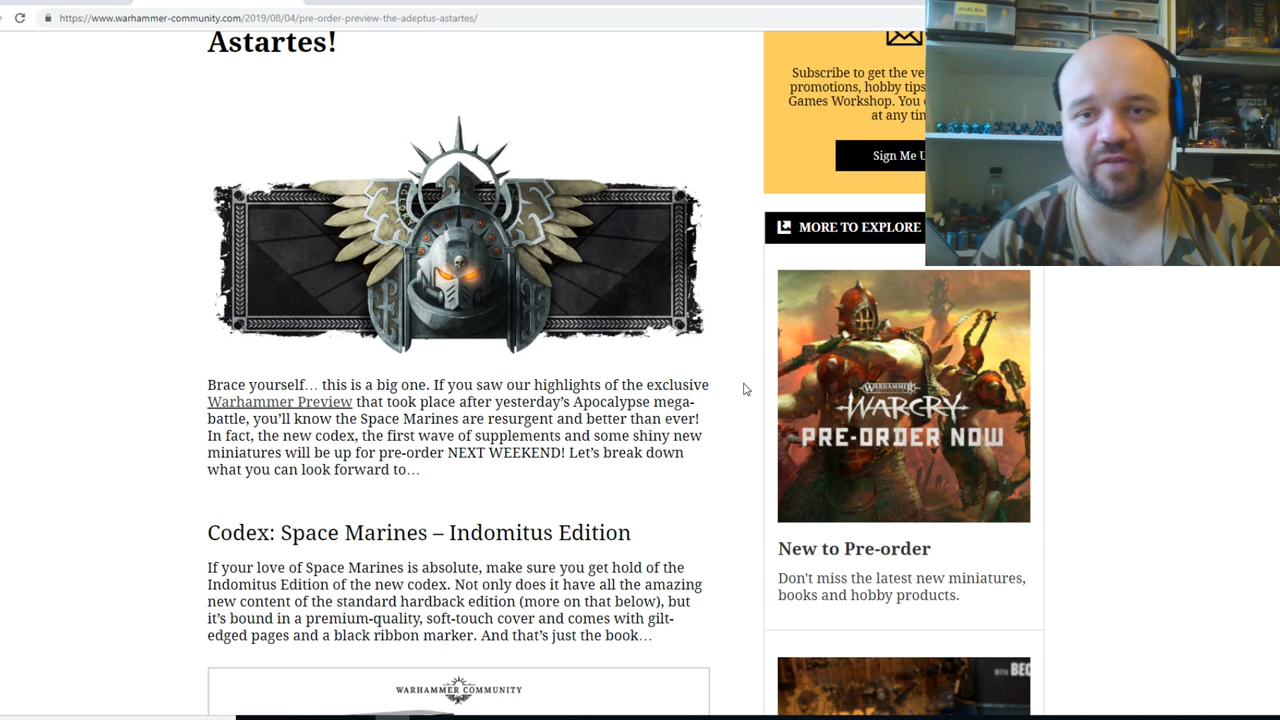 https://www.warhammer-community.com/2019/08/04/pre-order-preview-the-adeptus-astartes/
Astartes!
Brace yourself… this is a big one. If you saw our highlights of the exclusive
Warhammer Preview that took place after yesterday's Apocalypse mega-
battle, you'll know the Space Marines are resurgent and better than ever!
In fact, the new codex, the first wave of supplements and some shiny new
miniatures will be up for pre-order NEXT WEEKEND! Let's break down
what you can look forward to…
Codex: Space Marines – Indomitus Edition
If your love of Space Marines is absolute, make sure you get hold of the
Indomitus Edition of the new codex. Not only does it have all the amazing
new content of the standard hardback edition (more on that below), but
it's bound in a premium-quality, soft-touch cover and comes with gilt-
edged pages and a black ribbon marker. And that's just the book…
WARHAMMER COMMUNITY
Subscribe to get the
promotions, hobby tips
Games Workshop. You
at any
Sign Me
MORE TO EXPLORE
WARHAMMER
WARCRY
PRE-ORDER NOW
New to Pre-order
Don't miss the latest new miniatures,
books and hobby products.
WITH